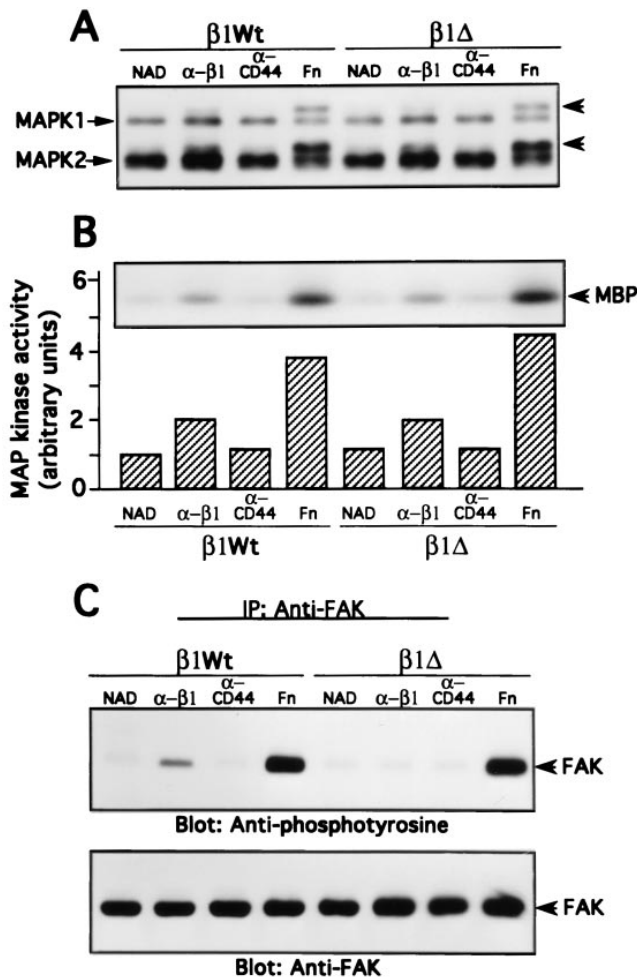 A
β1Wt β1Δ
NAD α-β1 α-CD44 Fn NAD α-β1 α-CD44 Fn
MAPK1
MAPK2
B
MAP kinase activity
(arbitrary units)
6
4
2
0
MBP
NAD α-β1 α-CD44 Fn NAD α-β1 α-CD44 Fn
β1Wt β1Δ
C
IP: Anti-FAK
β1Wt β1Δ
NAD α-β1 α-CD44 Fn NAD α-β1 α-CD44 Fn
FAK
Blot: Anti-phosphotyrosine
FAK
Blot: Anti-FAK